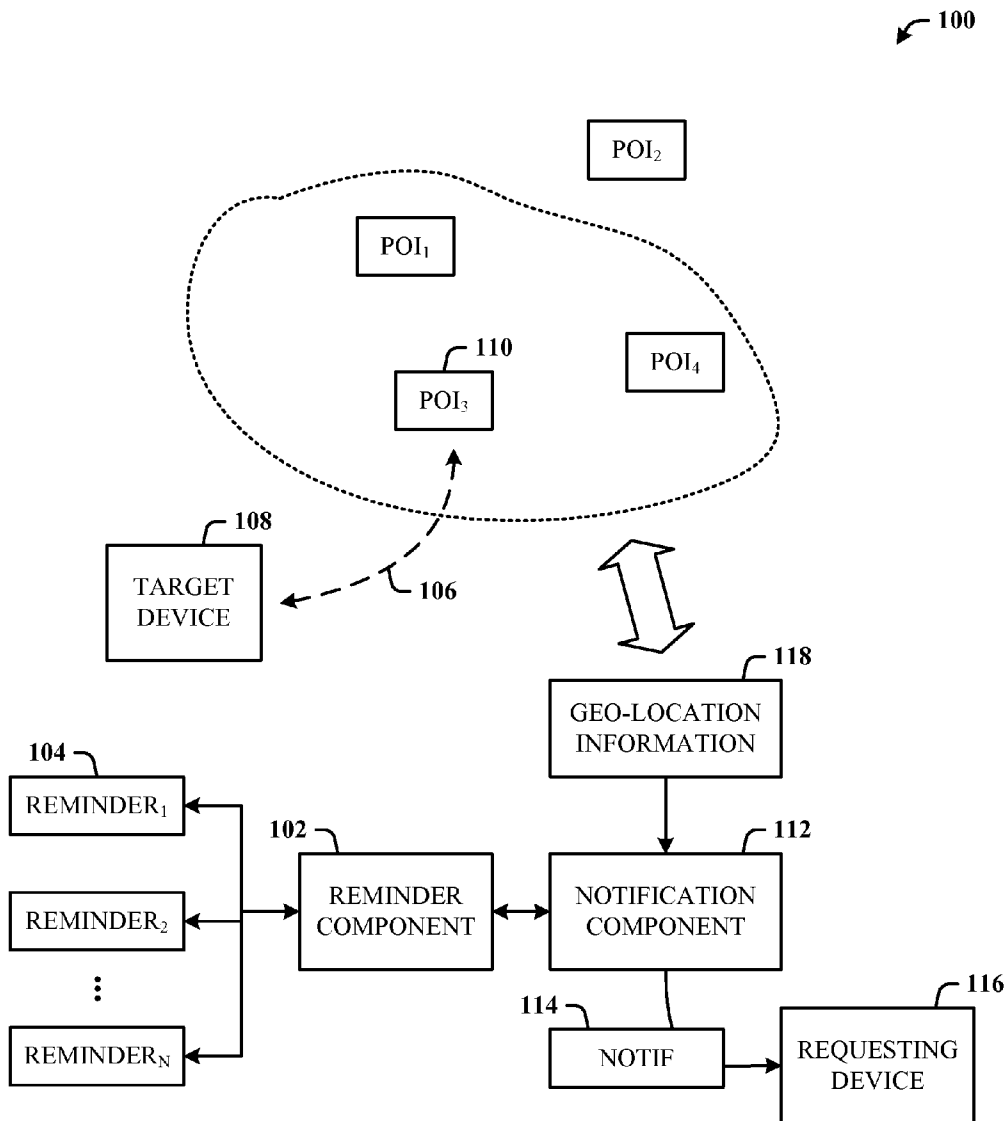 100
POI₂
POI₁
POI₄
110
POI₃
108
TARGET
DEVICE
106
118
GEO-LOCATION
INFORMATION
104
REMINDER₁
102
REMINDER
COMPONENT
112
NOTIFICATION
COMPONENT
REMINDER₂
REMINDERN
114
NOTIF
116
REQUESTING
DEVICE